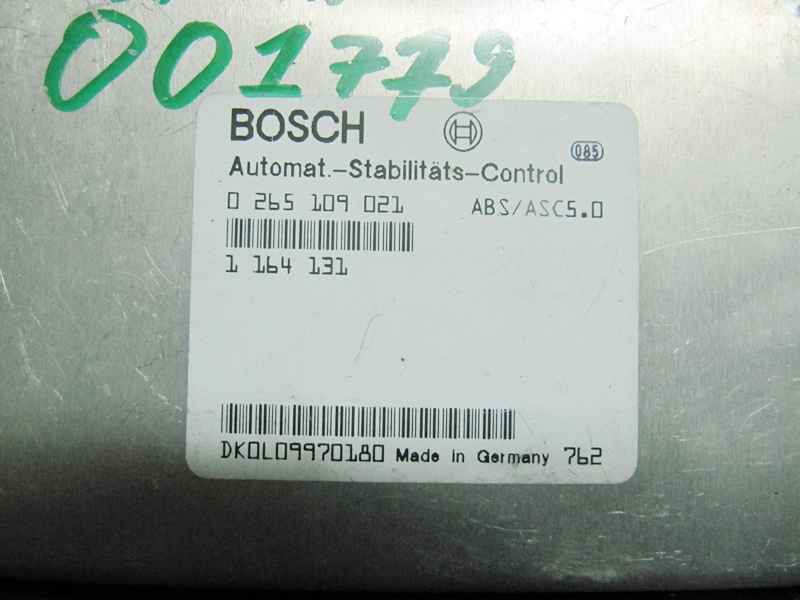 001779
BOSCH
085
Automat.-Stabilitäts-Control
0 265 109 021 ABS/ASC5.0
1 164 131
DK0L09970180 Made in Germany 762